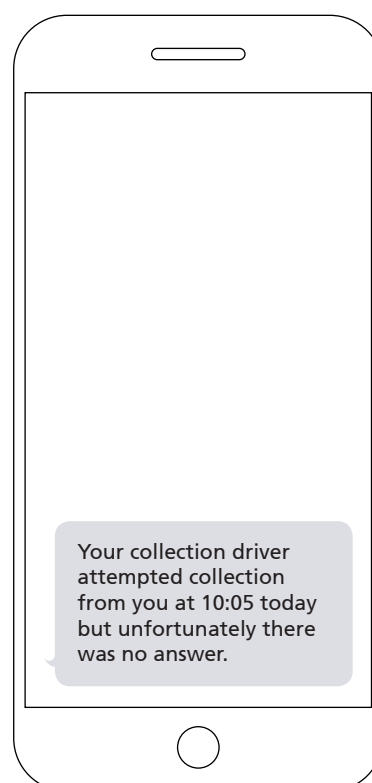 Your collection driver
attempted collection
from you at 10:05 today
but unfortunately there
was no answer.